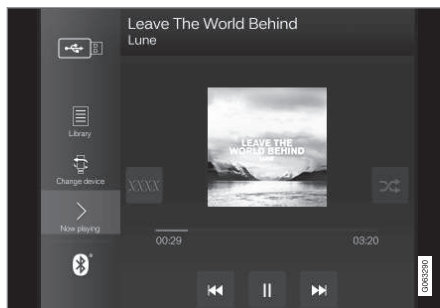 Leave The World Behind
Lune
Library
LEAVE THE
WORLD BEHIND
LUNE
Change device
XXXX
Now playing
00:29
03:20
G063290